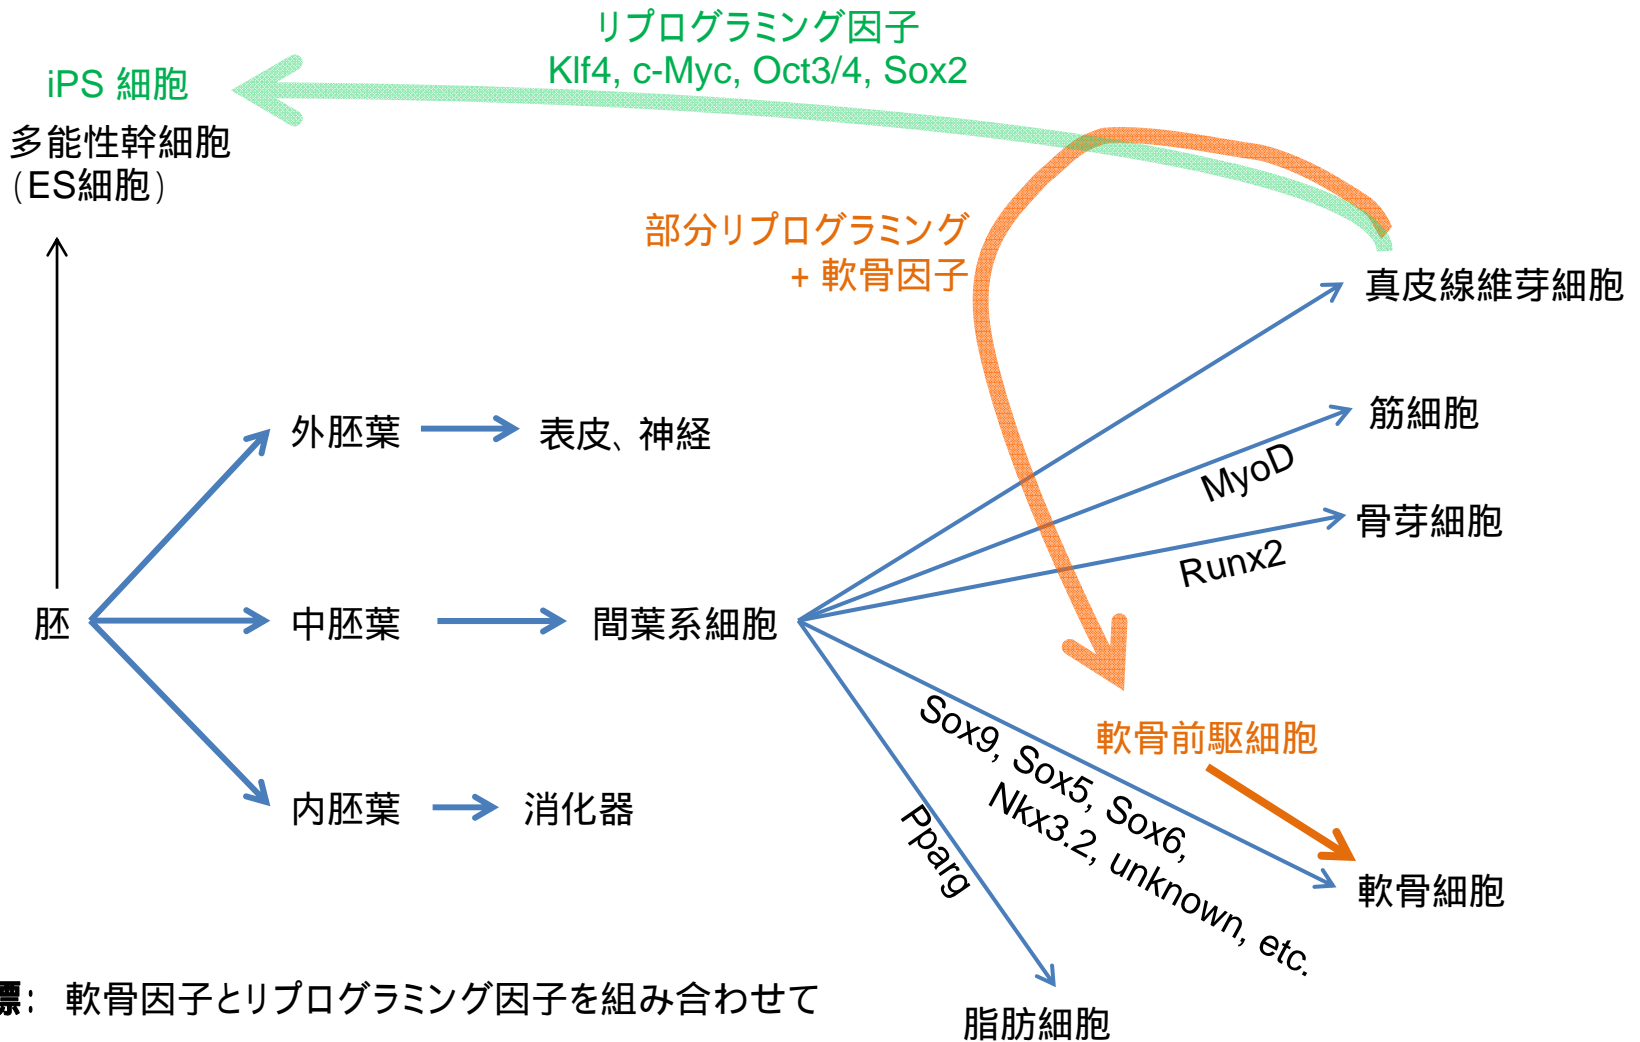 リプログラミング因子
Klf4, c-Myc, Oct3/4, Sox2
iPS 細胞
多能性幹細胞
(ES細胞)
部分リプログラミング
+ 軟骨因子
真皮線維芽細胞
筋細胞
外胚葉
表皮、神経
MyoD
骨芽細胞
Runx2
胚
中胚葉
間葉系細胞
Sox9, Sox5, Sox6,
Nkx3.2, unknown, etc.
軟骨前駆細胞
内胚葉
消化器
Pparg
軟骨細胞
標: 軟骨因子とリプログラミング因子を組み合わせて
脂肪細胞